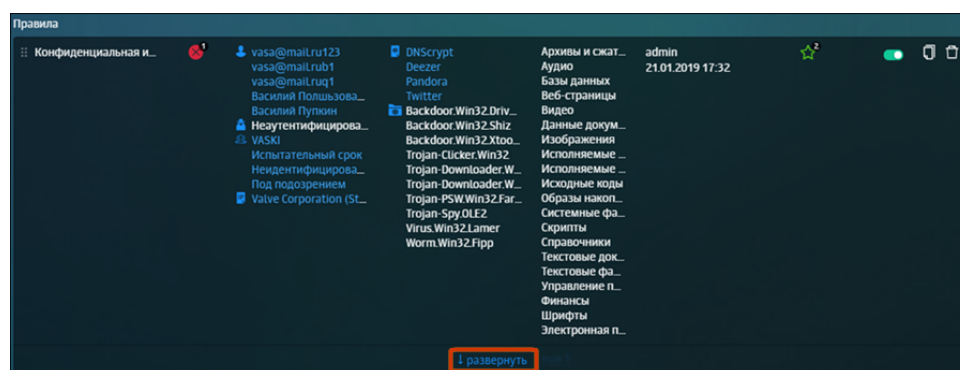 Правила
Конфиденциальная и...
1
vasa@mail.ru123
vasa@mail.rub1
vasa@mail.ruq1
Василий Полшьзова...
Василий Пупкин
Неаутентифицирова...
VASKI
Испытательный срок
Неидентифицирова...
Под подозрением
Valve Corporation (St...
DNScrypt
Deezer
Pandora
Twitter
Backdoor.Win32.Driv...
Backdoor.Win32.Shiz
Backdoor.Win32.Xtoo...
Trojan-Clicker.Win32
Trojan-Downloader.W...
Trojan-Downloader.W...
Trojan-PSW.Win32.Far...
Trojan-Spy.OLE2
Virus.Win32.Lamer
Worm.Win32.Fipp
Архивы и сжат...
Аудио
Базы данных
Веб-страницы
Видео
Данные докум...
Изображения
Исполняемые ...
Исполняемые ...
Исходные коды
Образы накоп...
Системные фа...
Скрипты
Справочники
Текстовые док...
Текстовые фа...
Управление п...
Финансы
Шрифты
Электронная п...
admin
21.01.2019 17:32
2
↓ развернуть